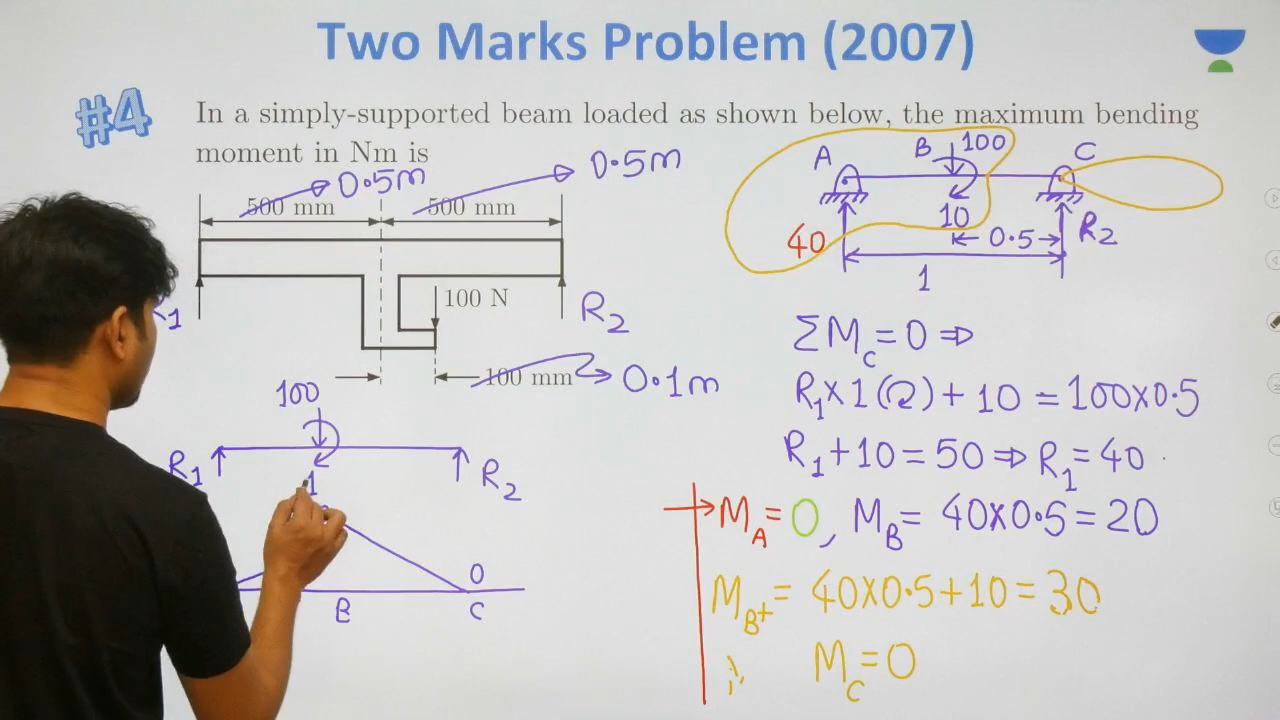 Two Marks Problem (2007)
#4
In a simply-supported beam loaded as shown below, the maximum bending
moment in Nm is
0.5m
0.5m
500 mm
500 mm
100 N
R1
R2
100 mm
0.1m
100
R1
R2
1
0
B
C
A
B
100
C
10
40
0.5
R2
1
ΣMC=0 ⇒
R1×1(↻)+10=100×0.5
R1+10=50⇒R1=40
MA=0, MB= 40×0.5=20
MB+= 40×0.5+10=30
∴ MC=0